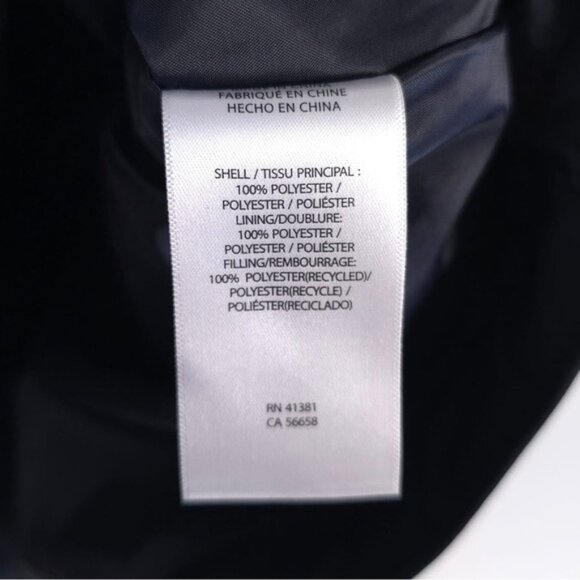 FABRIQUÉ EN CHINE
HECHO EN CHINA
SHELL / TISSU PRINCIPAL :
100% POLYESTER /
POLYESTER / POLIÉSTER
LINING/DOUBLURE:
100% POLYESTER /
POLYESTER / POLIÉSTER
FILLING/REMBOURRAGE:
100% POLYESTER(RECYCLED)/
POLYESTER(RECYCLE) /
POLIÉSTER(RECICLADO)
RN 41381
CA 56658